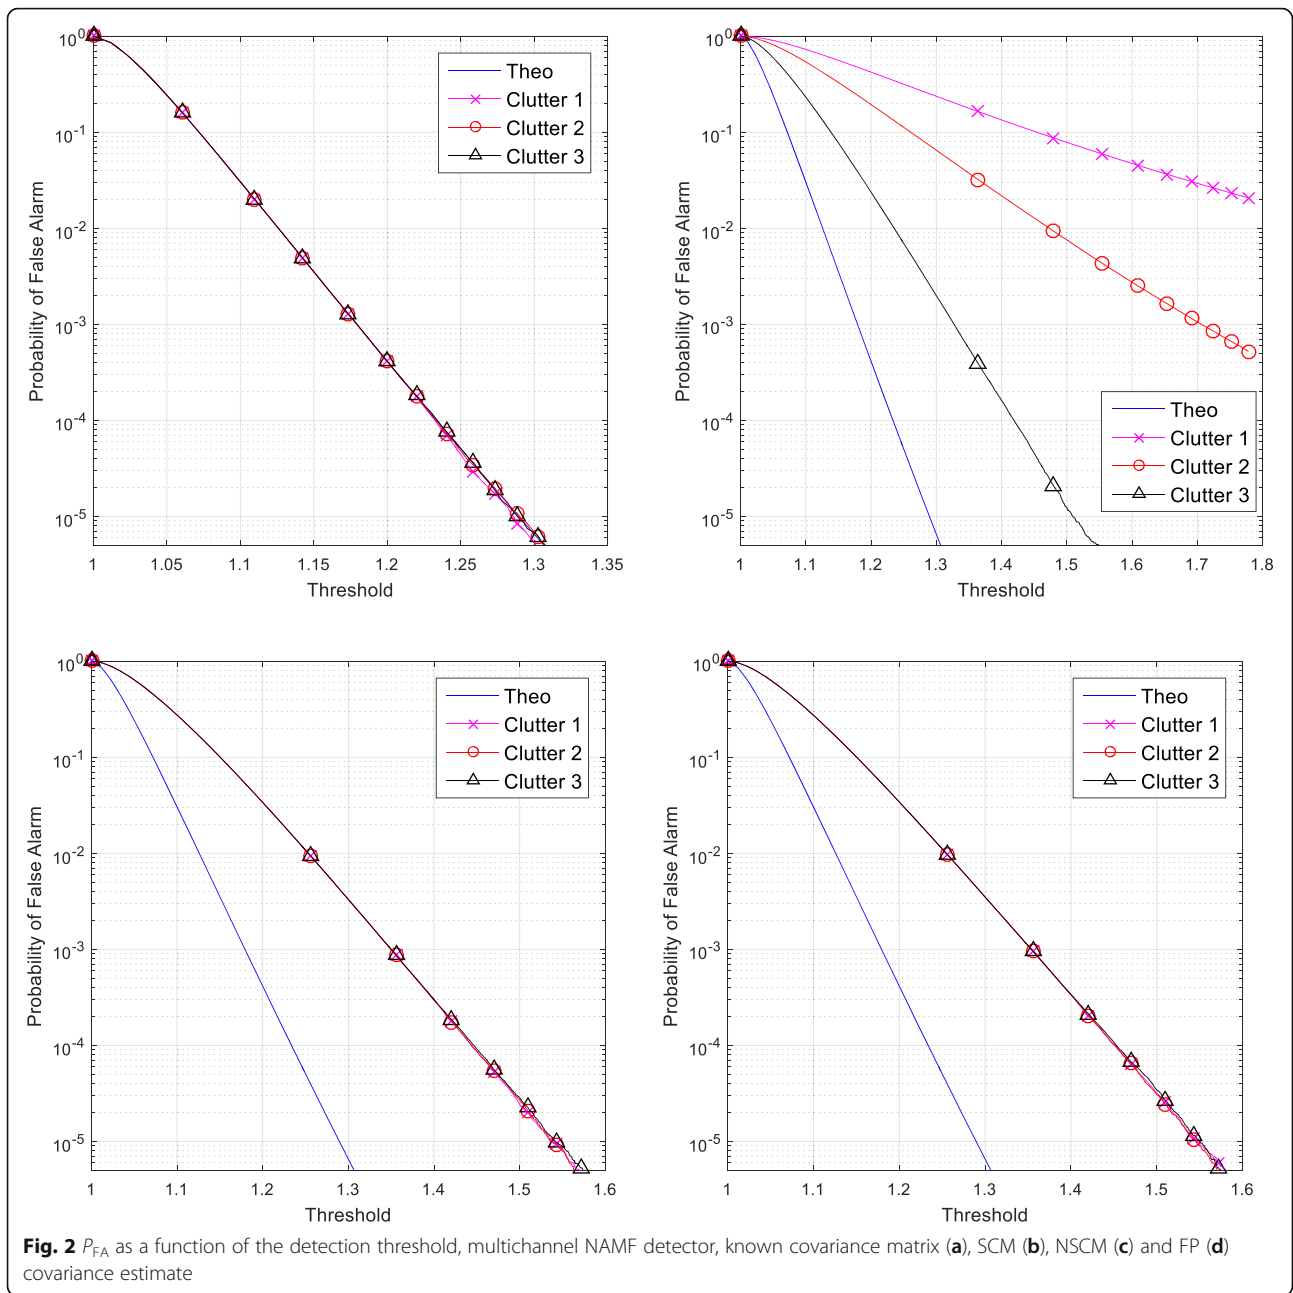 10^0
10^-1
10^-2
10^-3
10^-4
10^-5
Probability of False Alarm
1 1.05 1.1 1.15 1.2 1.25 1.3 1.35
Threshold
Theo
Clutter 1
Clutter 2
Clutter 3
10^0
10^-1
10^-2
10^-3
10^-4
10^-5
Probability of False Alarm
1 1.1 1.2 1.3 1.4 1.5 1.6 1.7 1.8
Threshold
Theo
Clutter 1
Clutter 2
Clutter 3
10^0
10^-1
10^-2
10^-3
10^-4
10^-5
Probability of False Alarm
1 1.1 1.2 1.3 1.4 1.5 1.6
Threshold
Theo
Clutter 1
Clutter 2
Clutter 3
10^0
10^-1
10^-2
10^-3
10^-4
10^-5
Probability of False Alarm
1 1.1 1.2 1.3 1.4 1.5 1.6
Threshold
Theo
Clutter 1
Clutter 2
Clutter 3
Fig. 2 P_FA as a function of the detection threshold, multichannel NAMF detector, known covariance matrix (a), SCM (b), NSCM (c) and FP (d)
covariance estimate